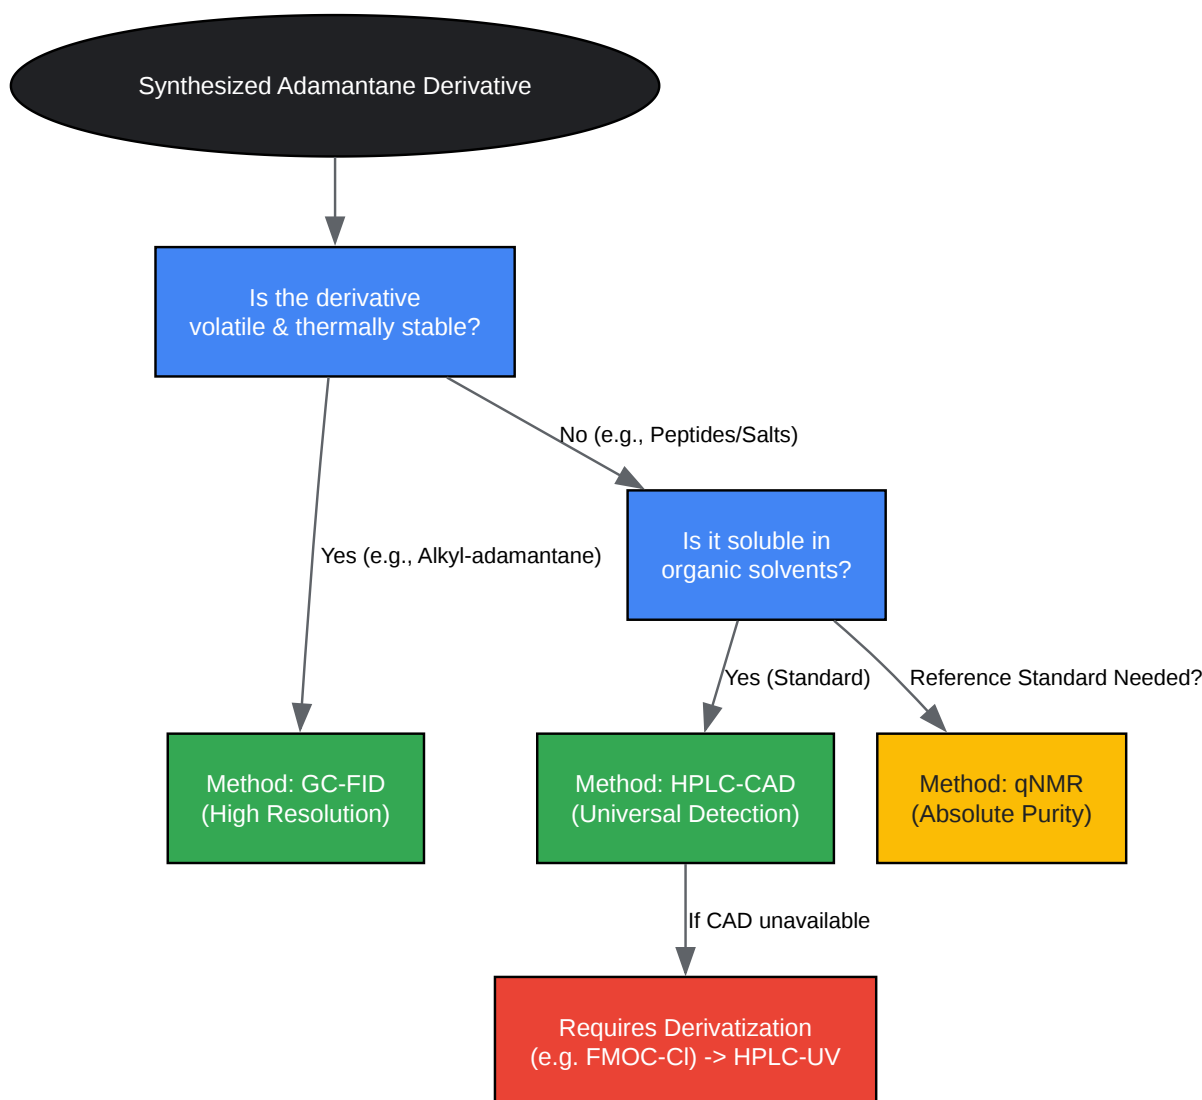 Synthesized Adamantane Derivative
Is the derivative
volatile & thermally stable?
No (e.g., Peptides/Salts)
Yes (e.g., Alkyl-adamantane)
Is it soluble in
organic solvents?
Yes (Standard)
Reference Standard Needed?
Method: GC-FID
(High Resolution)
Method: HPLC-CAD
(Universal Detection)
Method: qNMR
(Absolute Purity)
If CAD unavailable
Requires Derivatization
(e.g. FMOC-Cl) -> HPLC-UV